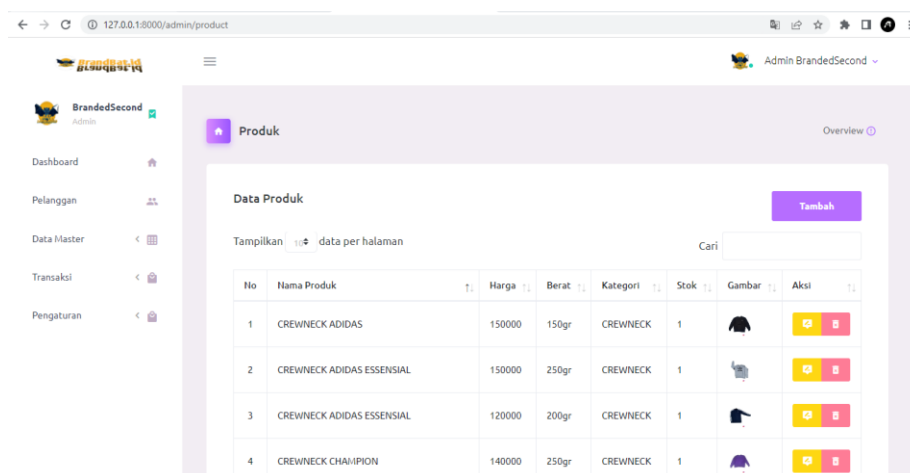 127.0.0.1:8000/admin/product
BrandBat.id
Admin BrandedSecond
BrandedSecond
Admin
Produk
Overview
Dashboard
Pelanggan
Data Master
Transaksi
Pengaturan
Data Produk
Tambah
Tampilkan 10 data per halaman
Cari
No Nama Produk Harga Berat Kategori Stok Gambar Aksi
1 CREWNECK ADIDAS 150000 150gr CREWNECK 1
2 CREWNECK ADIDAS ESSENSIAL 150000 250gr CREWNECK 1
3 CREWNECK ADIDAS ESSENSIAL 120000 200gr CREWNECK 1
4 CREWNECK CHAMPION 140000 250gr CREWNECK 1